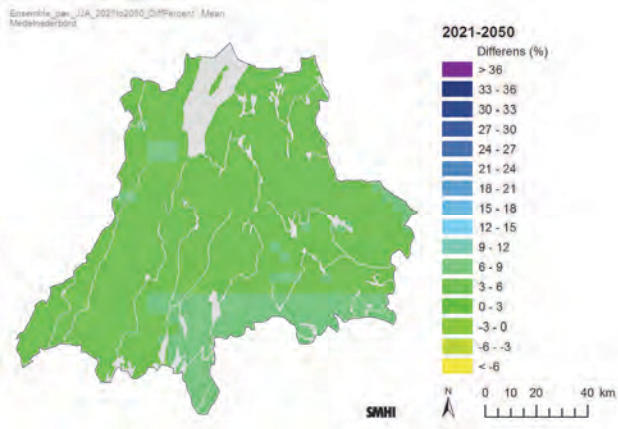 Ensemble_pav_JJA_2021to2050_DiffPercent_Mean
Medelnederbörd
2021-2050
Differens (%)
> 36
33 - 36
30 - 33
27 - 30
24 - 27
21 - 24
18 - 21
15 - 18
12 - 15
9 - 12
6 - 9
3 - 6
0 - 3
-3 - 0
-6 - -3
< -6
N
0 10 20 40 km
SMHI